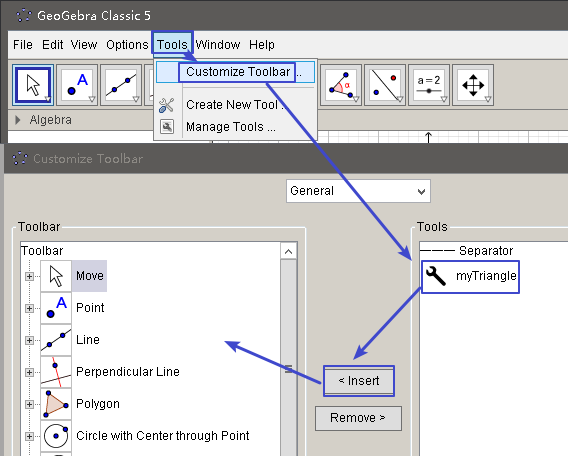 GeoGebra Classic 5
File Edit View Options Tools Window Help
Customize Toolbar ..
a = 2
Create New Tool ..
Manage Tools ...
Algebra
Customize Toolbar
General
Toolbar
Tools
Toolbar
Separator
Move
myTriangle
Point
Line
Perpendicular Line
< Insert
Polygon
Remove >
Circle with Center through Point